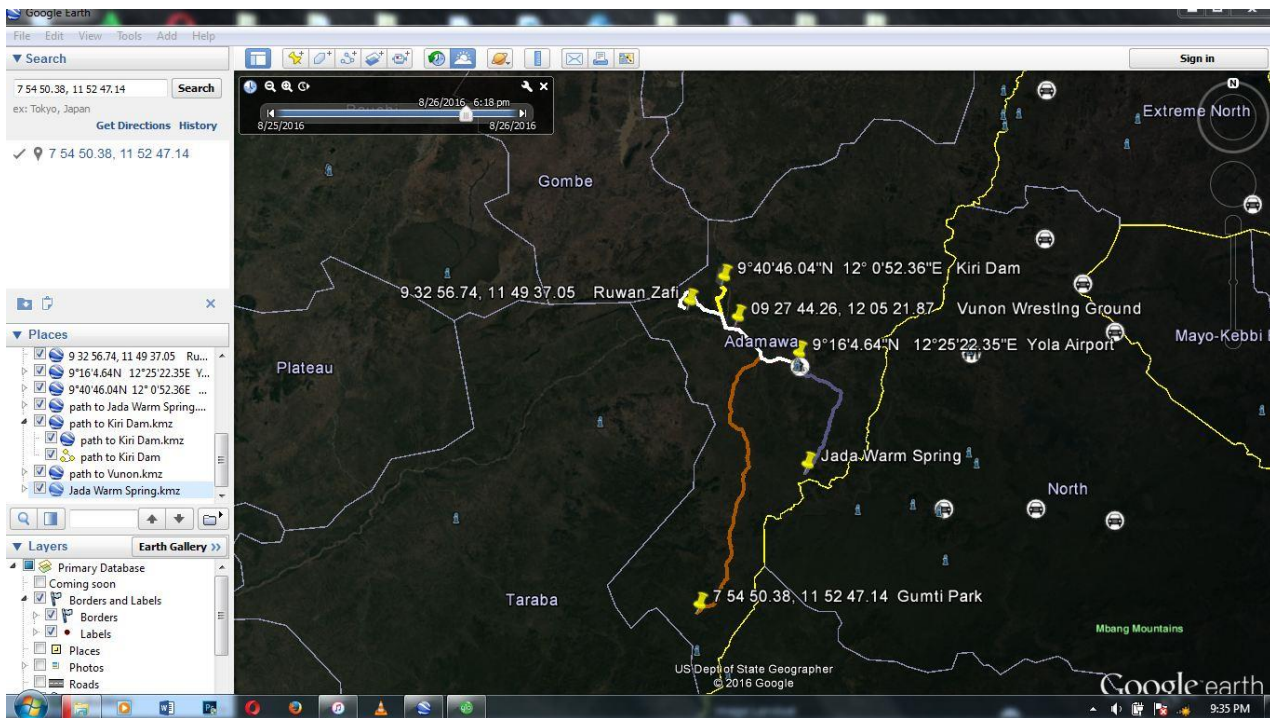 Google Earth
File Edit View Tools Add Help
Search
7 54 50.38, 11 52 47.14
Search
ex: Tokyo, Japan
Get Directions History
7 54 50.38, 11 52 47.14
Places
9 32 56.74, 11 49 37.05 Ru...
9°16'4.64N 12°25'22.35E Y...
9°40'46.04N 12° 0'52.36E ...
path to Jada Warm Spring....
path to Kiri Dam.kmz
path to Kiri Dam.kmz
path to Kiri Dam
path to Vunon.kmz
Jada Warm Spring.kmz
Layers
Earth Gallery >>
Primary Database
Coming soon
Borders and Labels
Borders
Labels
Places
Photos
Roads
Sign in
8/26/2016 6:18 pm
8/25/2016
8/26/2016
N
Extreme North
Gombe
9°40'46.04"N 12° 0'52.36"E Kiri Dam
9 32 56.74, 11 49 37.05 Ruwan Zafi
09 27 44.26, 12 05 21.87 Vunon Wrestlng Ground
Adamawa
9°16'4.64"N 12°25'22.35"E Yola Airport
Mayo-Kebbi
Plateau
Jada Warm Spring
North
Taraba
7 54 50.38, 11 52 47.14 Gumti Park
Mbang Mountains
US Dept of State Geographer
© 2016 Google
Google earth
9:35 PM